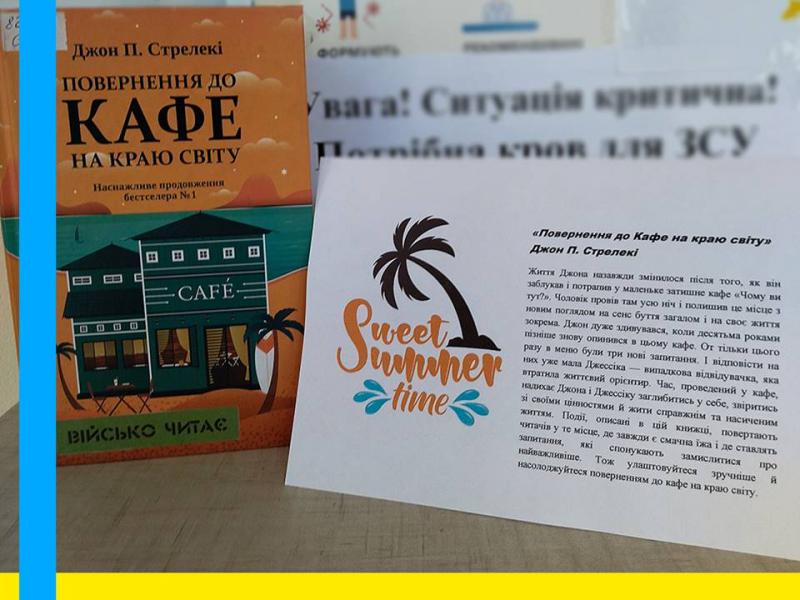 Джон П. Стрелекі
ПОВЕРНЕННЯ ДО
КАФЕ
НА КРАЮ СВІТУ
Наснажливе продовження
бестселера №1
CAFÉ
ВІЙСЬКО ЧИТАЄ
ФОРМУЮТЬ
РЕКОМЕНДОВАНИЙ
Увага! Ситуація критична!
Потрібна кров для ЗСУ
Sweet
Summer
time
«Повернення до Кафе на краю світу»
Джон П. Стрелекі
Життя Джона назавжди змінилося після того, як він
заблукав і потрапив у маленьке затишне кафе «Чому ви
тут?». Чоловік провів там усю ніч і полишив це місце з
новим поглядом на сенс буття загалом і на своє життя
зокрема. Джон дуже здивувався, коли десятьма роками
пізніше знову опинився в цьому кафе. От тільки цього
разу в меню були три нові запитання. І відповісти на
них уже мала Джессіка — випадкова відвідувачка, яка
втратила життєвий орієнтир. Час, проведений у кафе,
надихає Джона і Джессіку заглибитись у себе, звіритись
зі своїми цінностями й жити справжнім та насиченим
життям. Події, описані в цій книжці, повертають
читачів у те місце, де завжди є смачна їжа і де ставлять
запитання, які спонукають замислитися про
найважливіше. Тож улаштовуйтеся зручніше й
насолоджуйтеся поверненням до кафе на краю світу.